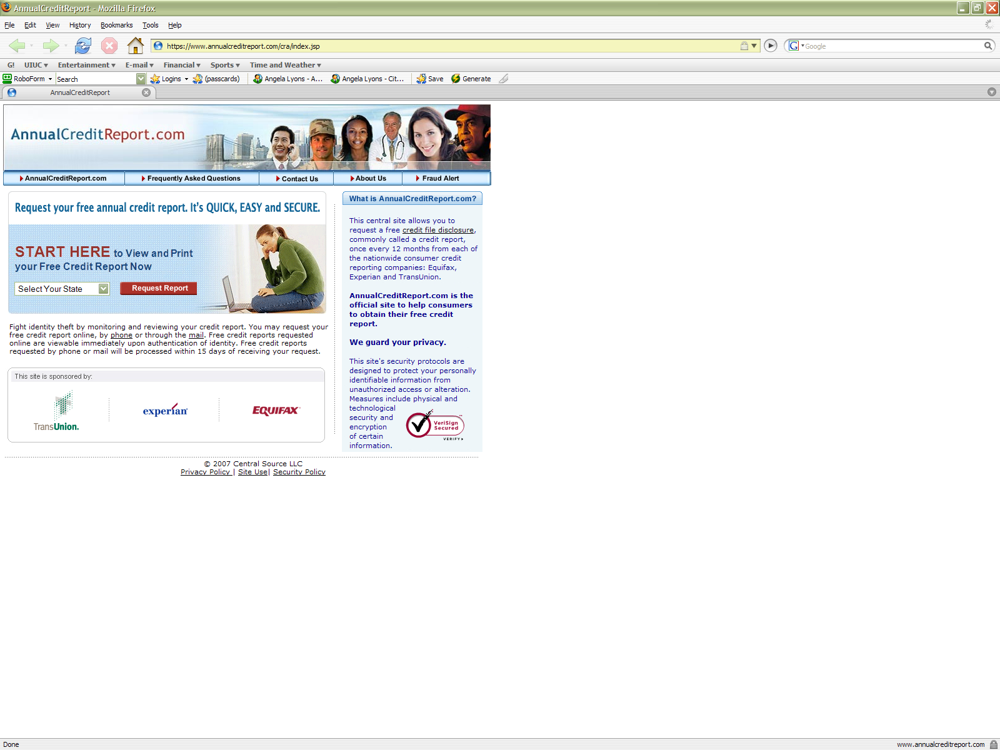 AnnualCreditReport - Mozilla Firefox
File Edit View History Bookmarks Tools Help
https://www.annualcreditreport.com/cra/index.jsp
Google
G! UIUC Entertainment E-mail Financial Sports Time and Weather
RoboForm Search Logins (passcards) Angela Lyons - A... Angela Lyons - Cit... Save Generate
AnnualCreditReport
AnnualCreditReport.com
AnnualCreditReport.com Frequently Asked Questions Contact Us About Us Fraud Alert
Request your free annual credit report. It's QUICK, EASY and SECURE.
START HERE to View and Print
your Free Credit Report Now
Select Your State Request Report
Fight identity theft by monitoring and reviewing your credit report. You may request your
free credit report online, by phone or through the mail. Free credit reports requested
online are viewable immediately upon authentication of identity. Free credit reports
requested by phone or mail will be processed within 15 days of receiving your request.
This site is sponsored by:
TransUnion.
experian
EQUIFAX
What is AnnualCreditReport.com?
This central site allows you to
request a free credit file disclosure,
commonly called a credit report,
once every 12 months from each of
the nationwide consumer credit
reporting companies: Equifax,
Experian and TransUnion.
AnnualCreditReport.com is the
official site to help consumers
to obtain their free credit
report.
We guard your privacy.
This site's security protocols are
designed to protect your personally
identifiable information from
unauthorized access or alteration.
Measures include physical and
technological
security and
encryption
of certain
information.
VeriSign
Secured
VERIFY
© 2007 Central Source LLC
Privacy Policy | Site Use| Security Policy
Done
www.annualcreditreport.com